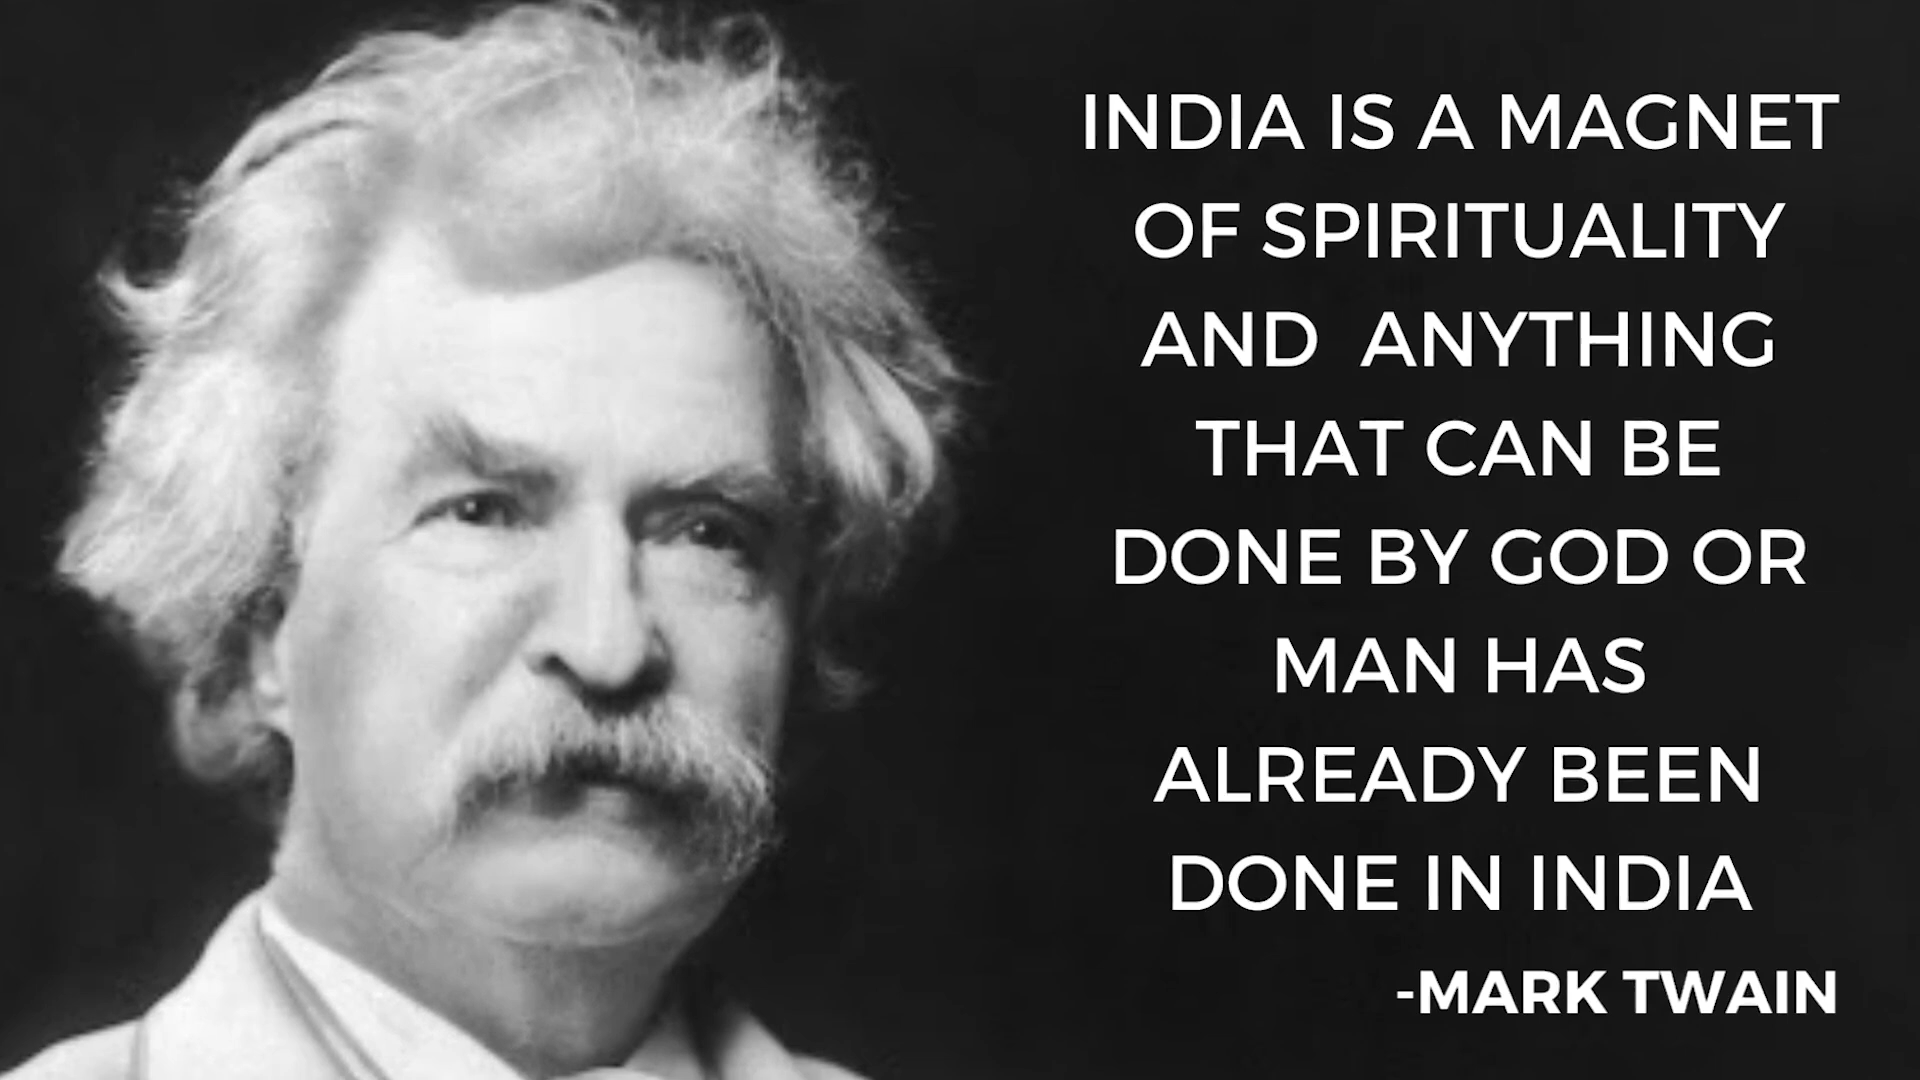 INDIA IS A MAGNET
OF SPIRITUALITY
AND ANYTHING
THAT CAN BE
DONE BY GOD OR
MAN HAS
ALREADY BEEN
DONE IN INDIA
-MARK TWAIN